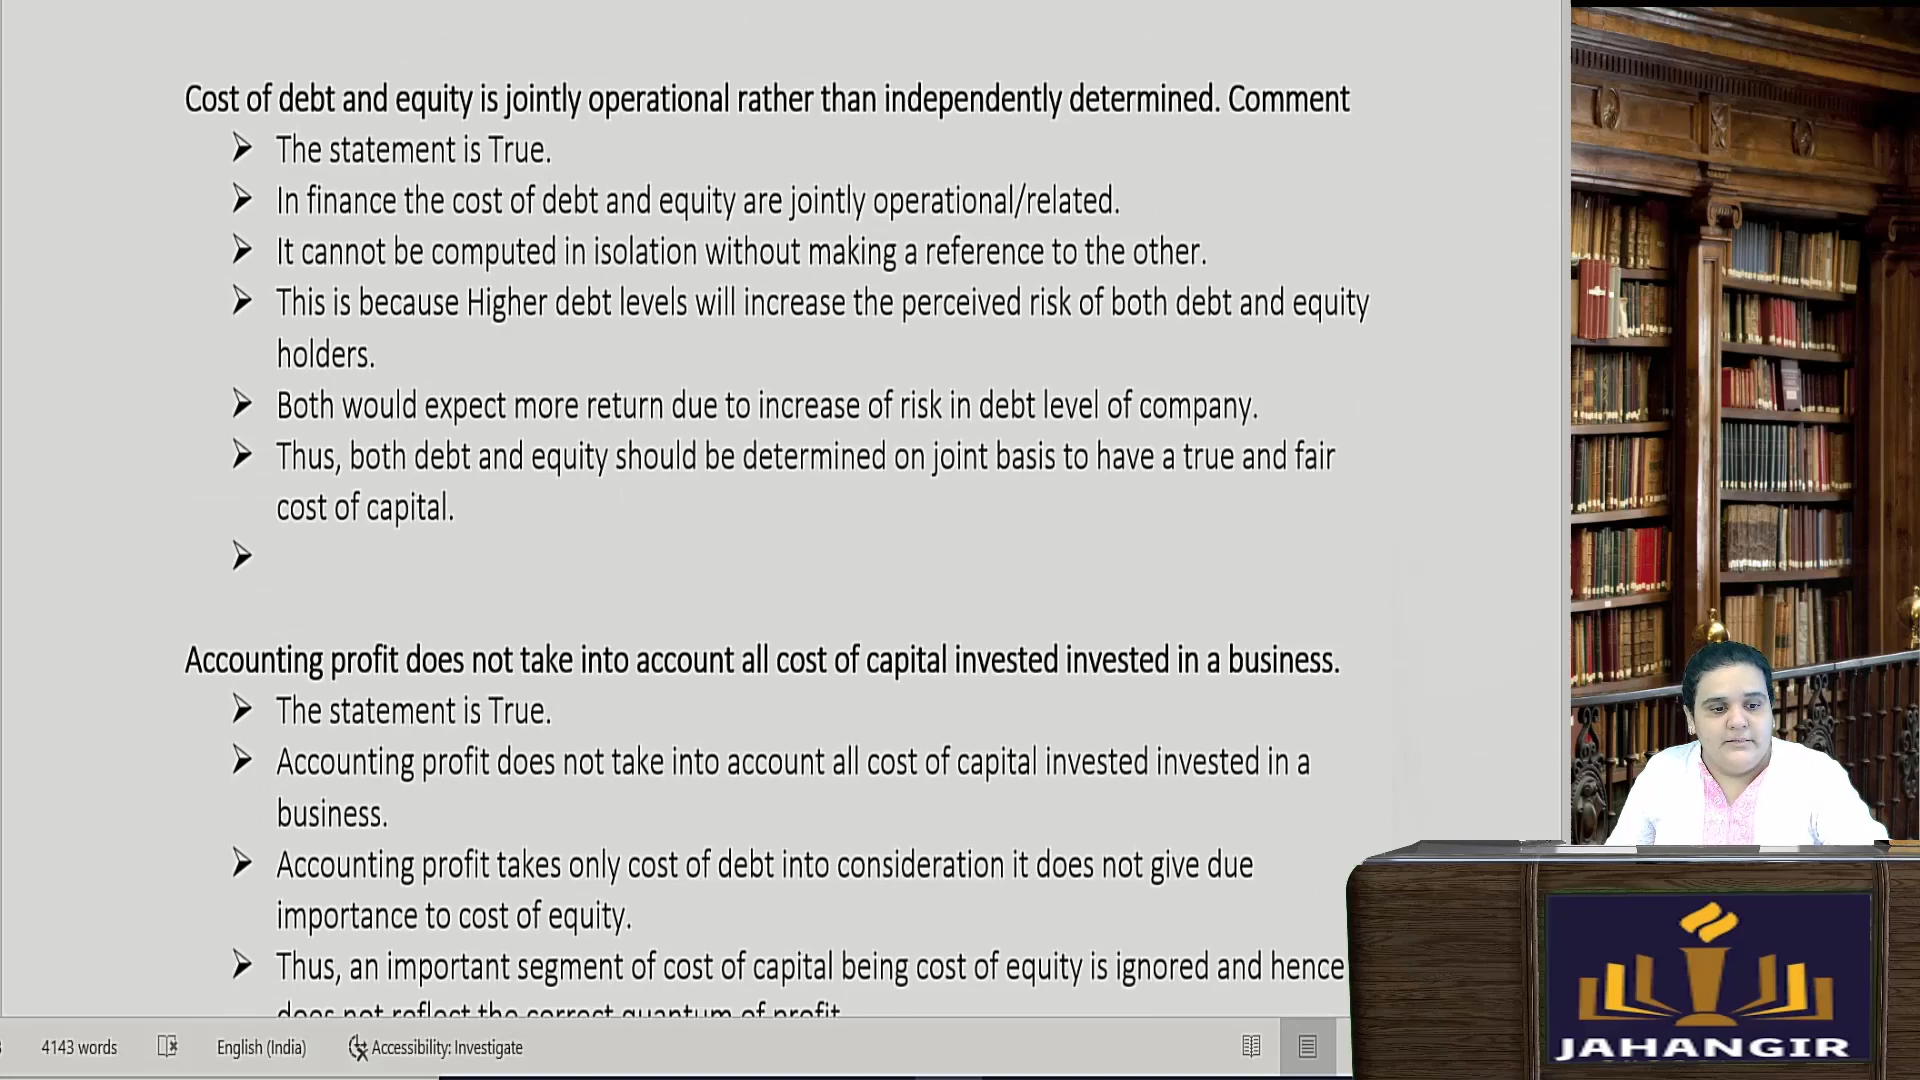 Cost of debt and equity is jointly operational rather than independently determined. Comment
The statement is True.
In finance the cost of debt and equity are jointly operational/related.
It cannot be computed in isolation without making a reference to the other.
This is because Higher debt levels will increase the perceived risk of both debt and equity
holders.
Both would expect more return due to increase of risk in debt level of company.
Thus, both debt and equity should be determined on joint basis to have a true and fair
cost of capital.
Accounting profit does not take into account all cost of capital invested invested in a business.
The statement is True.
Accounting profit does not take into account all cost of capital invested invested in a
business.
Accounting profit takes only cost of debt into consideration it does not give due
importance to cost of equity.
Thus, an important segment of cost of capital being cost of equity is ignored and hence
does not reflect the correct quantum of profit
4143 words
English (India)
Accessibility: Investigate
JAHANGIR